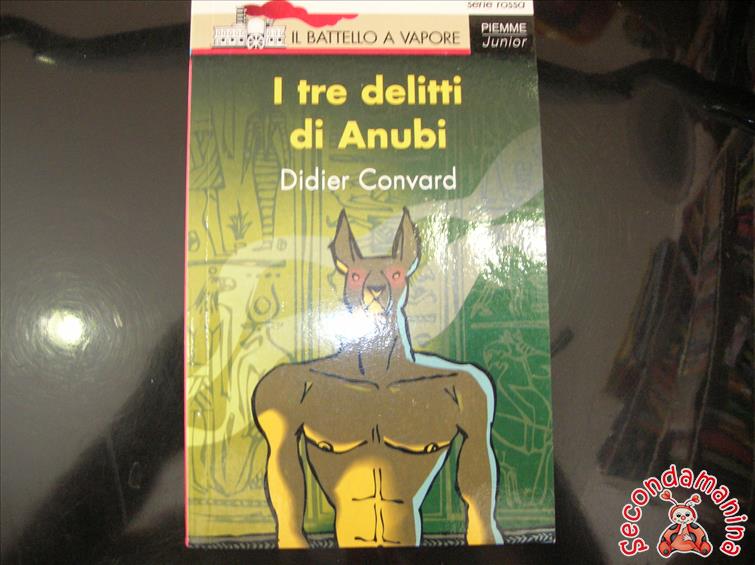 serie rossa
IL BATTELLO A VAPORE
PIEMME
Junior
I tre delitti
di Anubi
Didier Convard
secondamanina